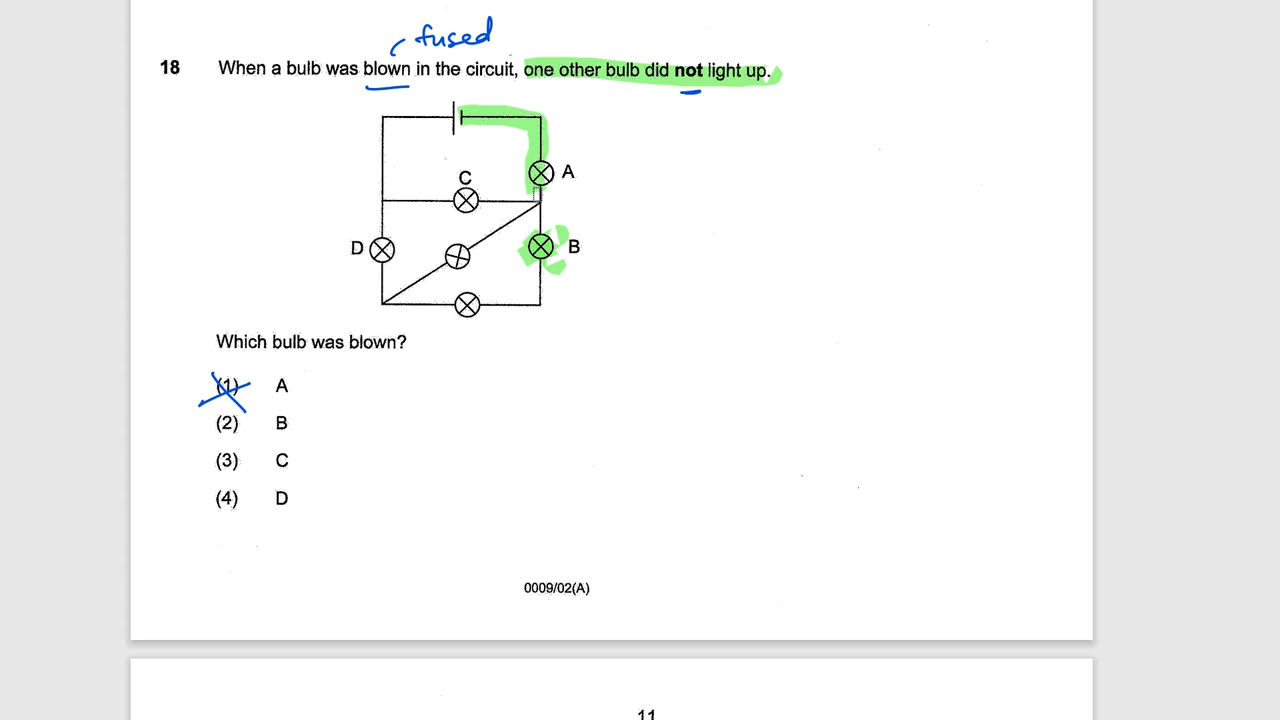 fused
18 When a bulb was blown in the circuit, one other bulb did not light up.
C
A
D
B
Which bulb was blown?
(1) A
(2) B
(3) C
(4) D
0009/02(A)
11